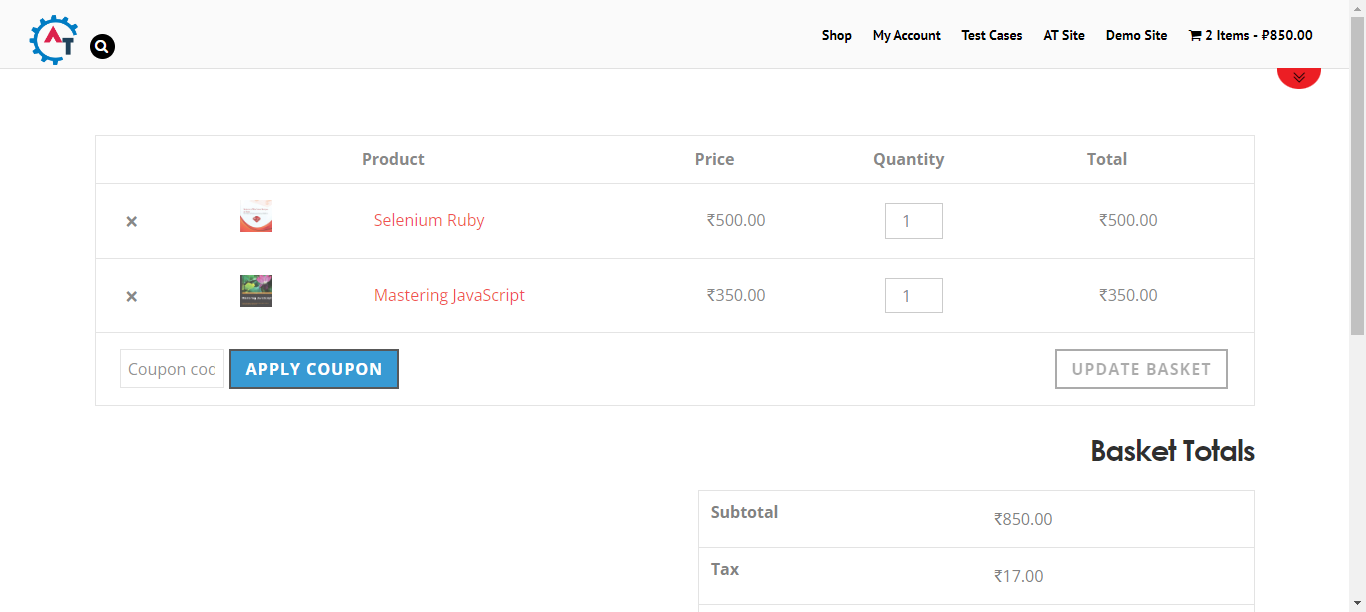 AT
Shop My Account Test Cases AT Site Demo Site 2 Items - ₹850.00
Product Price Quantity Total
× Selenium Ruby ₹500.00 1 ₹500.00
× Mastering JavaScript ₹350.00 1 ₹350.00
Coupon coc APPLY COUPON UPDATE BASKET
Basket Totals
Subtotal ₹850.00
Tax ₹17.00